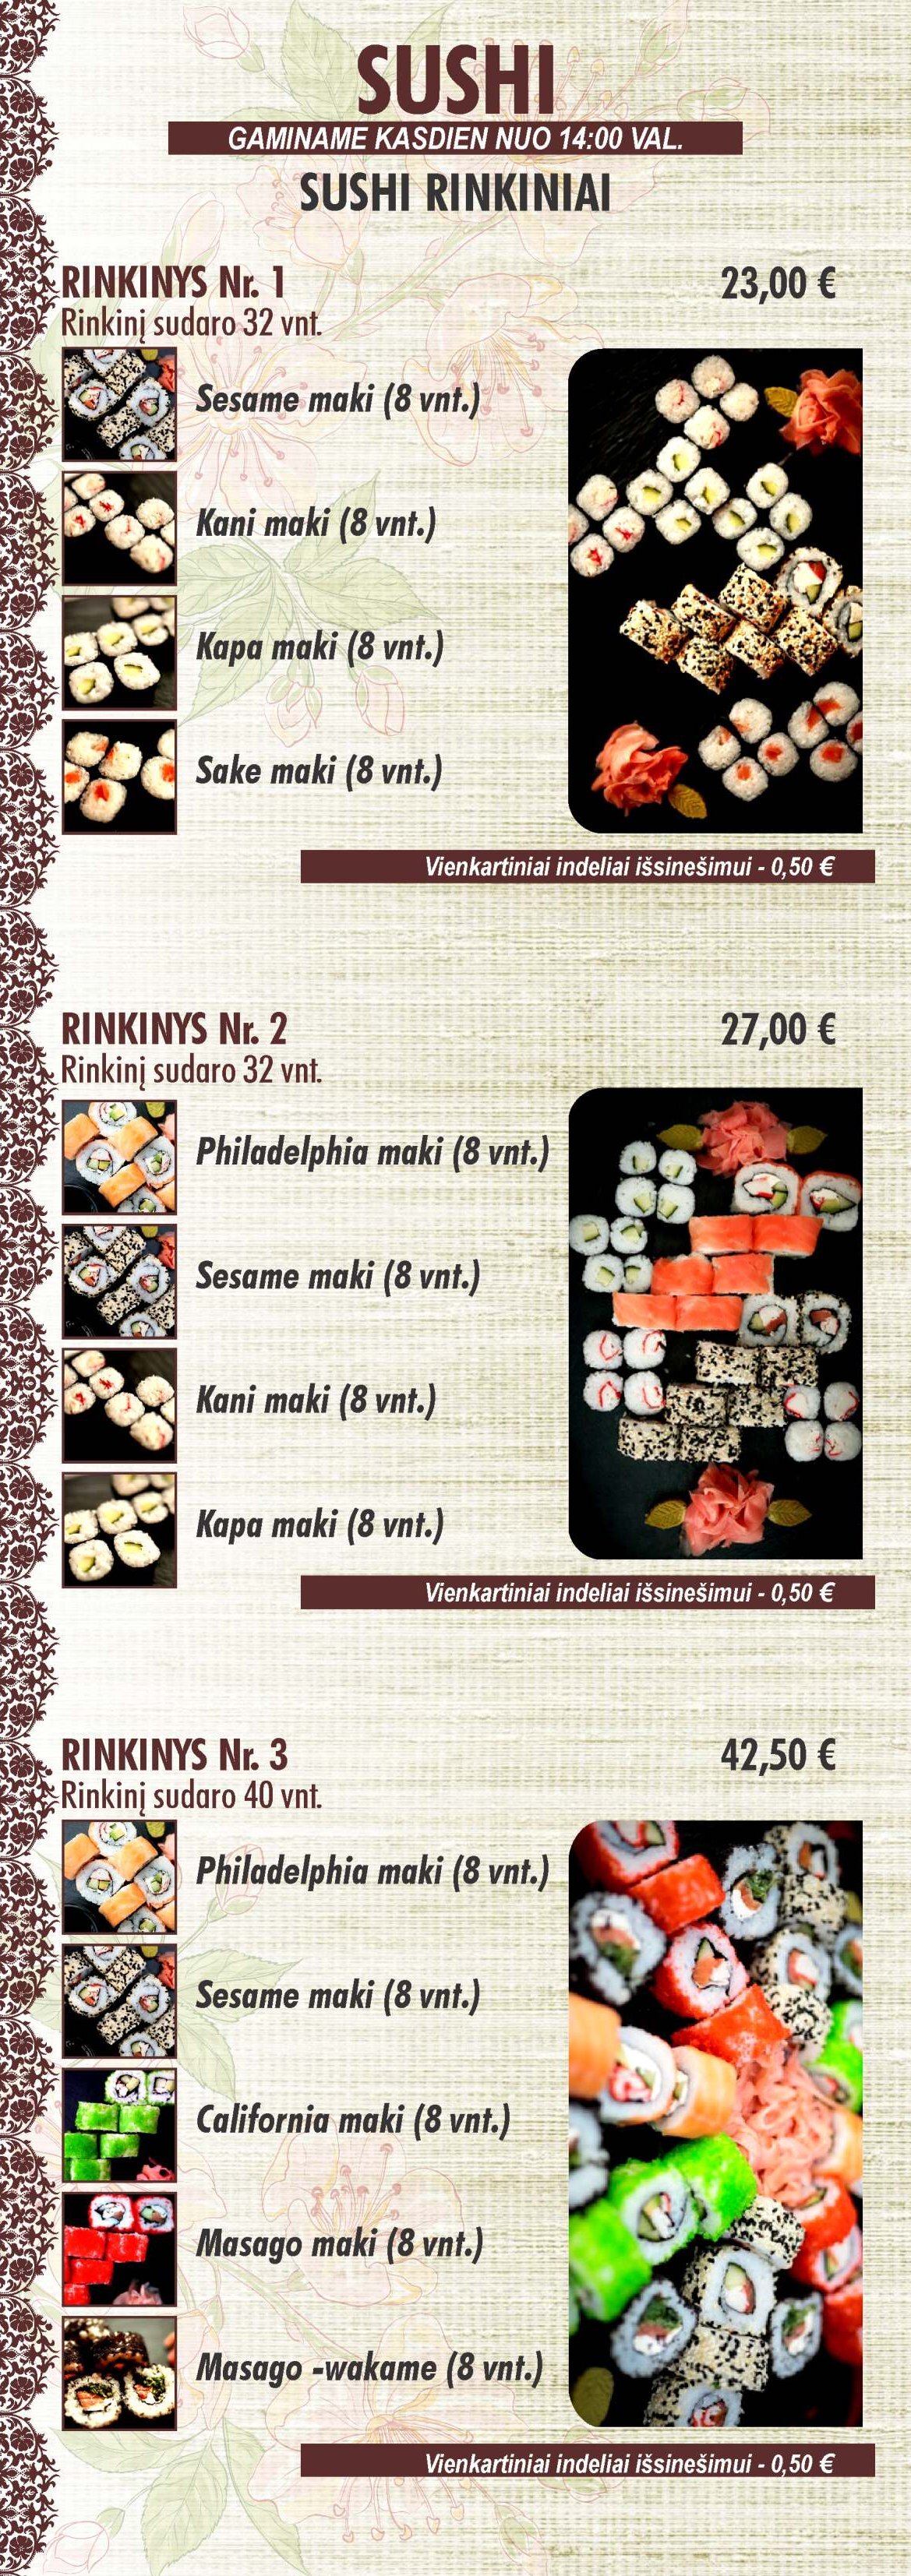 SUSHI
GAMINAME KASDIEN NUO 14:00 VAL.
SUSHI RINKINIAI
RINKINYS Nr. 1
23,00 €
Rinkinį sudaro 32 vnt.
Sesame maki (8 vnt.)
Kani maki (8 vnt.)
Kapa maki (8 vnt.)
Sake maki (8 vnt.)
Vienkartiniai indeliai išsinešimui - 0,50 €
RINKINYS Nr. 2
27,00 €
Rinkinį sudaro 32 vnt.
Philadelphia maki (8 vnt.)
Sesame maki (8 vnt.)
Kani maki (8 vnt.)
Kapa maki (8 vnt.)
Vienkartiniai indeliai išsinešimui - 0,50 €
RINKINYS Nr. 3
42,50 €
Rinkinį sudaro 40 vnt.
Philadelphia maki (8 vnt.)
Sesame maki (8 vnt.)
California maki (8 vnt.)
Masago maki (8 vnt.)
Masago -wakame (8 vnt.)
Vienkartiniai indeliai išsinešimui - 0,50 €